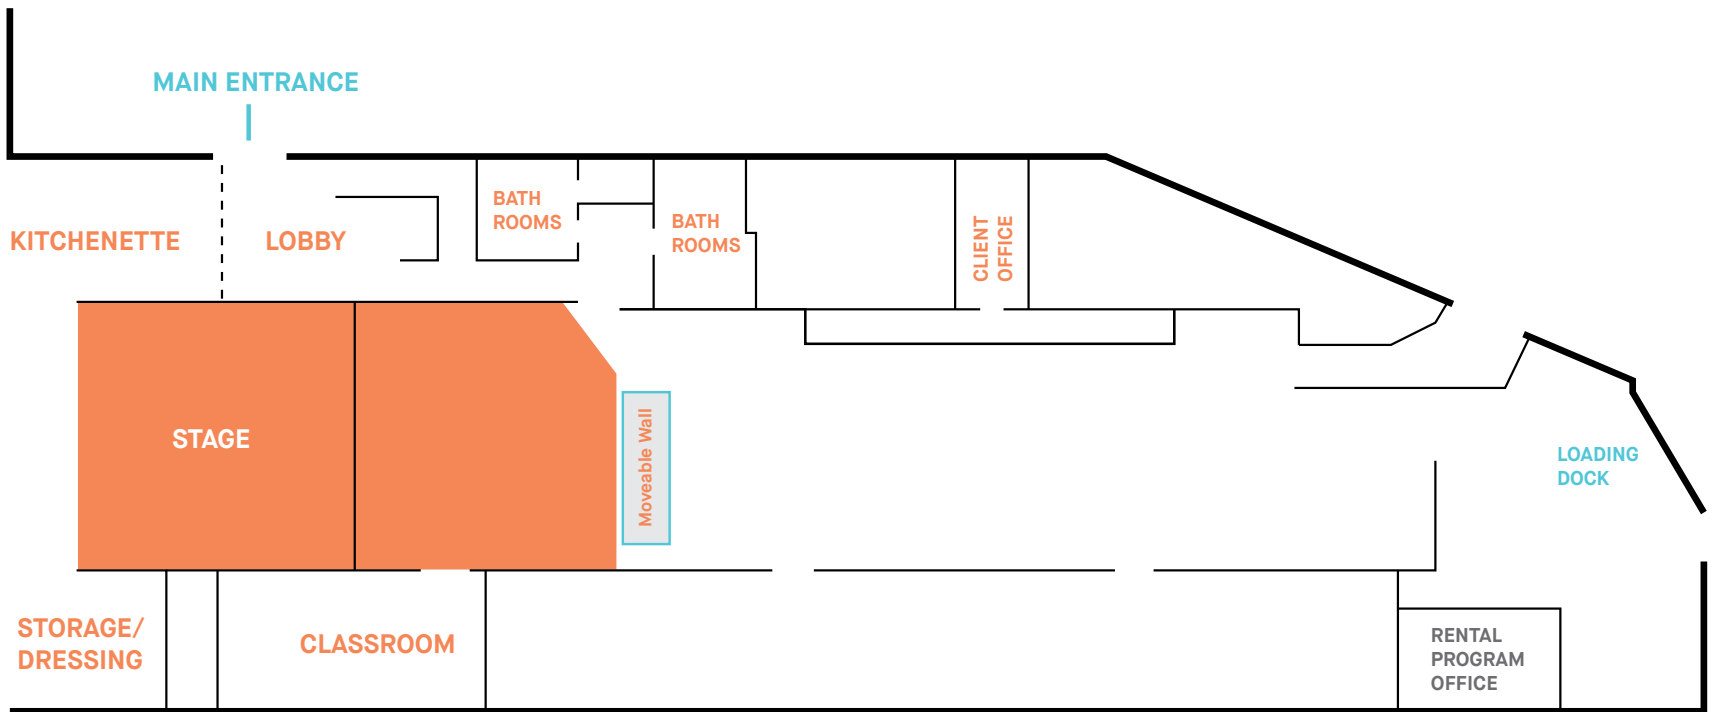 MAIN ENTRANCE
KITCHENETTE
LOBBY
BATH
ROOMS
BATH
ROOMS
CLIENT
OFFICE
STAGE
Moveable Wall
LOADING
DOCK
STORAGE/
DRESSING
CLASSROOM
RENTAL
PROGRAM
OFFICE